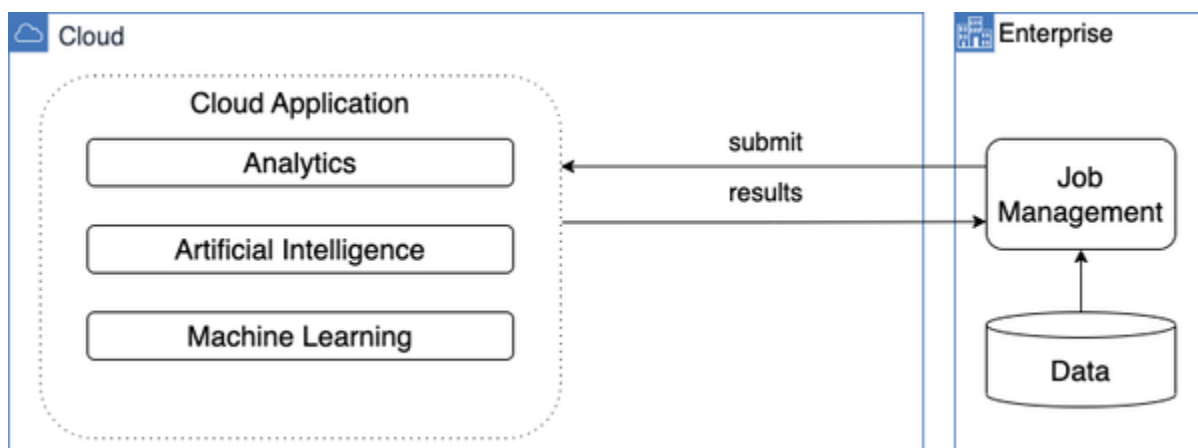 Cloud
Enterprise
Cloud Application
Analytics
Artificial Intelligence
Machine Learning
submit
results
Job
Management
Data